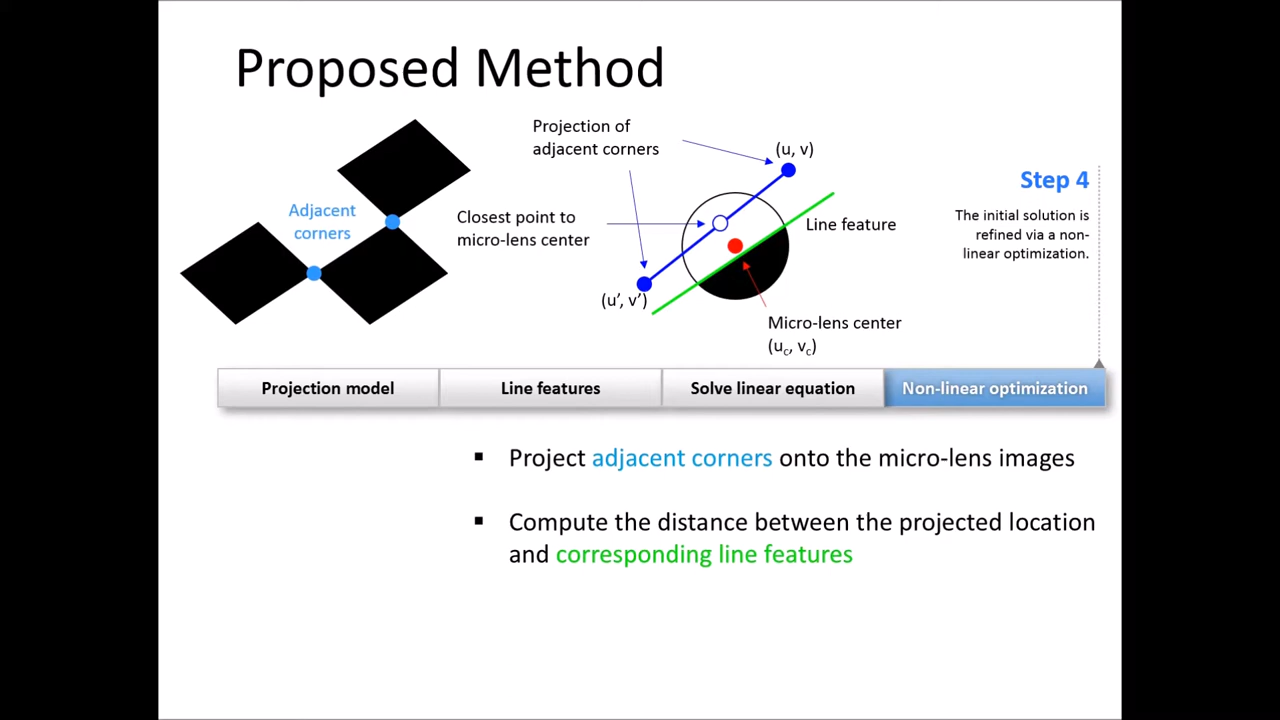 Proposed Method
Projection of
adjacent corners
(u, v)
Step 4
Adjacent
corners
Closest point to
micro-lens center
Line feature
The initial solution is
refined via a non-
linear optimization.
(u’, v’)
Micro-lens center
(uc, vc)
Projection model
Line features
Solve linear equation
Non-linear optimization
▪ Project adjacent corners onto the micro-lens images
▪ Compute the distance between the projected location
and corresponding line features